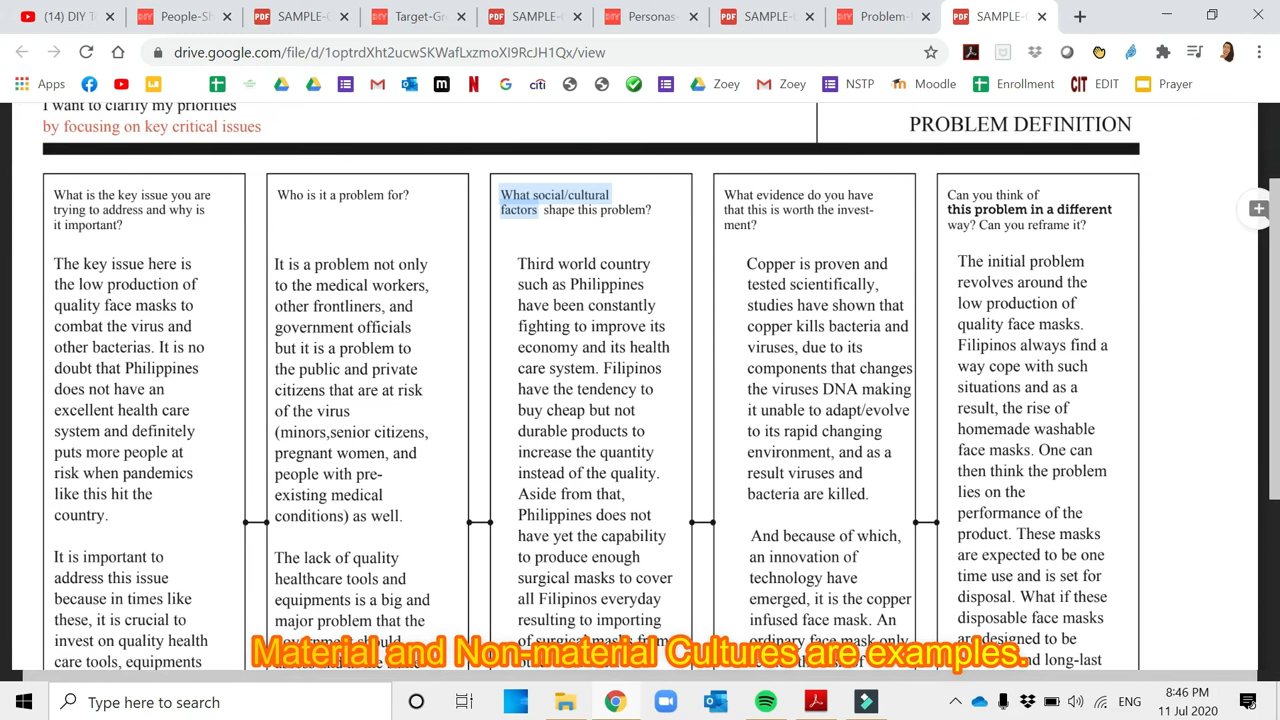 (14) DIY T
People-Sh
SAMPLE-C
Target-Gr
SAMPLE-C
Personas-
SAMPLE-C
Problem-
SAMPLE-C
drive.google.com/file/d/1optrdXht2ucwSKWafLxzmoXI9RcJH1Qx/view
Apps
citi
Zoey
Zoey
NSTP
Moodle
Enrollment
CIT EDIT
Prayer
I want to clarify my priorities
by focusing on key critical issues
PROBLEM DEFINITION
What is the key issue you are
trying to address and why is
it important?
The key issue here is
the low production of
quality face masks to
combat the virus and
other bacterias. It is no
doubt that Philippines
does not have an
excellent health care
system and definitely
puts more people at
risk when pandemics
like this hit the
country.
It is important to
address this issue
because in times like
these, it is crucial to
invest on quality health
care tools, equipments
Who is it a problem for?
It is a problem not only
to the medical workers,
other frontliners, and
government officials
but it is a problem to
the public and private
citizens that are at risk
of the virus
(minors,senior citizens,
pregnant women, and
people with pre-
existing medical
conditions) as well.
The lack of quality
healthcare tools and
equipments is a big and
major problem that the
government should
What social/cultural
factors shape this problem?
Third world country
such as Philippines
have been constantly
fighting to improve its
economy and its health
care system. Filipinos
have the tendency to
buy cheap but not
durable products to
increase the quantity
instead of the quality.
Aside from that,
Philippines does not
have yet the capability
to produce enough
surgical masks to cover
all Filipinos everyday
resulting to importing
of surgical masks from
What evidence do you have
that this is worth the invest-
ment?
Copper is proven and
tested scientifically,
studies have shown that
copper kills bacteria and
viruses, due to its
components that changes
the viruses DNA making
it unable to adapt/evolve
to its rapid changing
environment, and as a
result viruses and
bacteria are killed.
And because of which,
an innovation of
technology have
emerged, it is the copper
infused face mask. An
ordinary face mask only
Can you think of
this problem in a different
way? Can you reframe it?
The initial problem
revolves around the
low production of
quality face masks.
Filipinos always find a
way cope with such
situations and as a
result, the rise of
homemade washable
face masks. One can
then think the problem
lies on the
performance of the
product. These masks
are expected to be one
time use and is set for
disposal. What if these
disposable face masks
are designed to be
and long-last
Material and Non-material Cultures are examples.
Type here to search
ENG
8:46 PM
11 Jul 2020